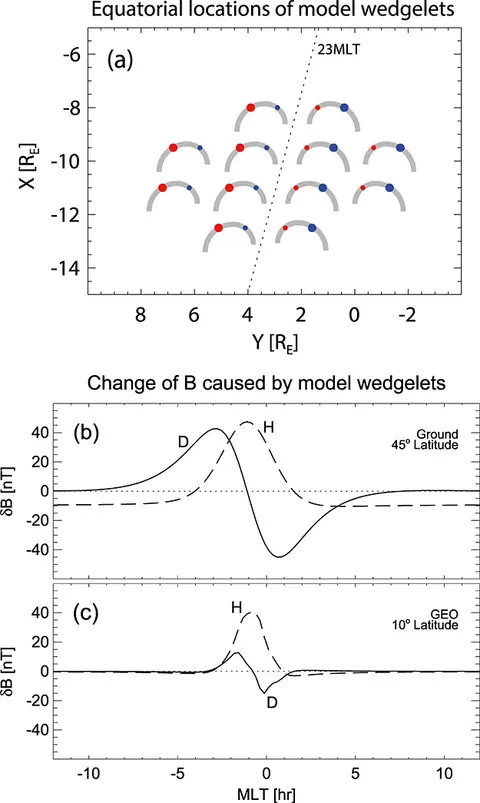 Equatorial locations of model wedgelets
(a)
23MLT
-6
-8
-10
-12
-14
X [RE]
8 6 4 2 0 -2
Y [RE]
Change of B caused by model wedgelets
(b)
D
H
Ground
45º Latitude
40
20
0
-20
-40
δB [nT]
(c)
H
D
GEO
10º Latitude
40
20
0
-20
-40
δB [nT]
-10 -5 0 5 10
MLT [hr]